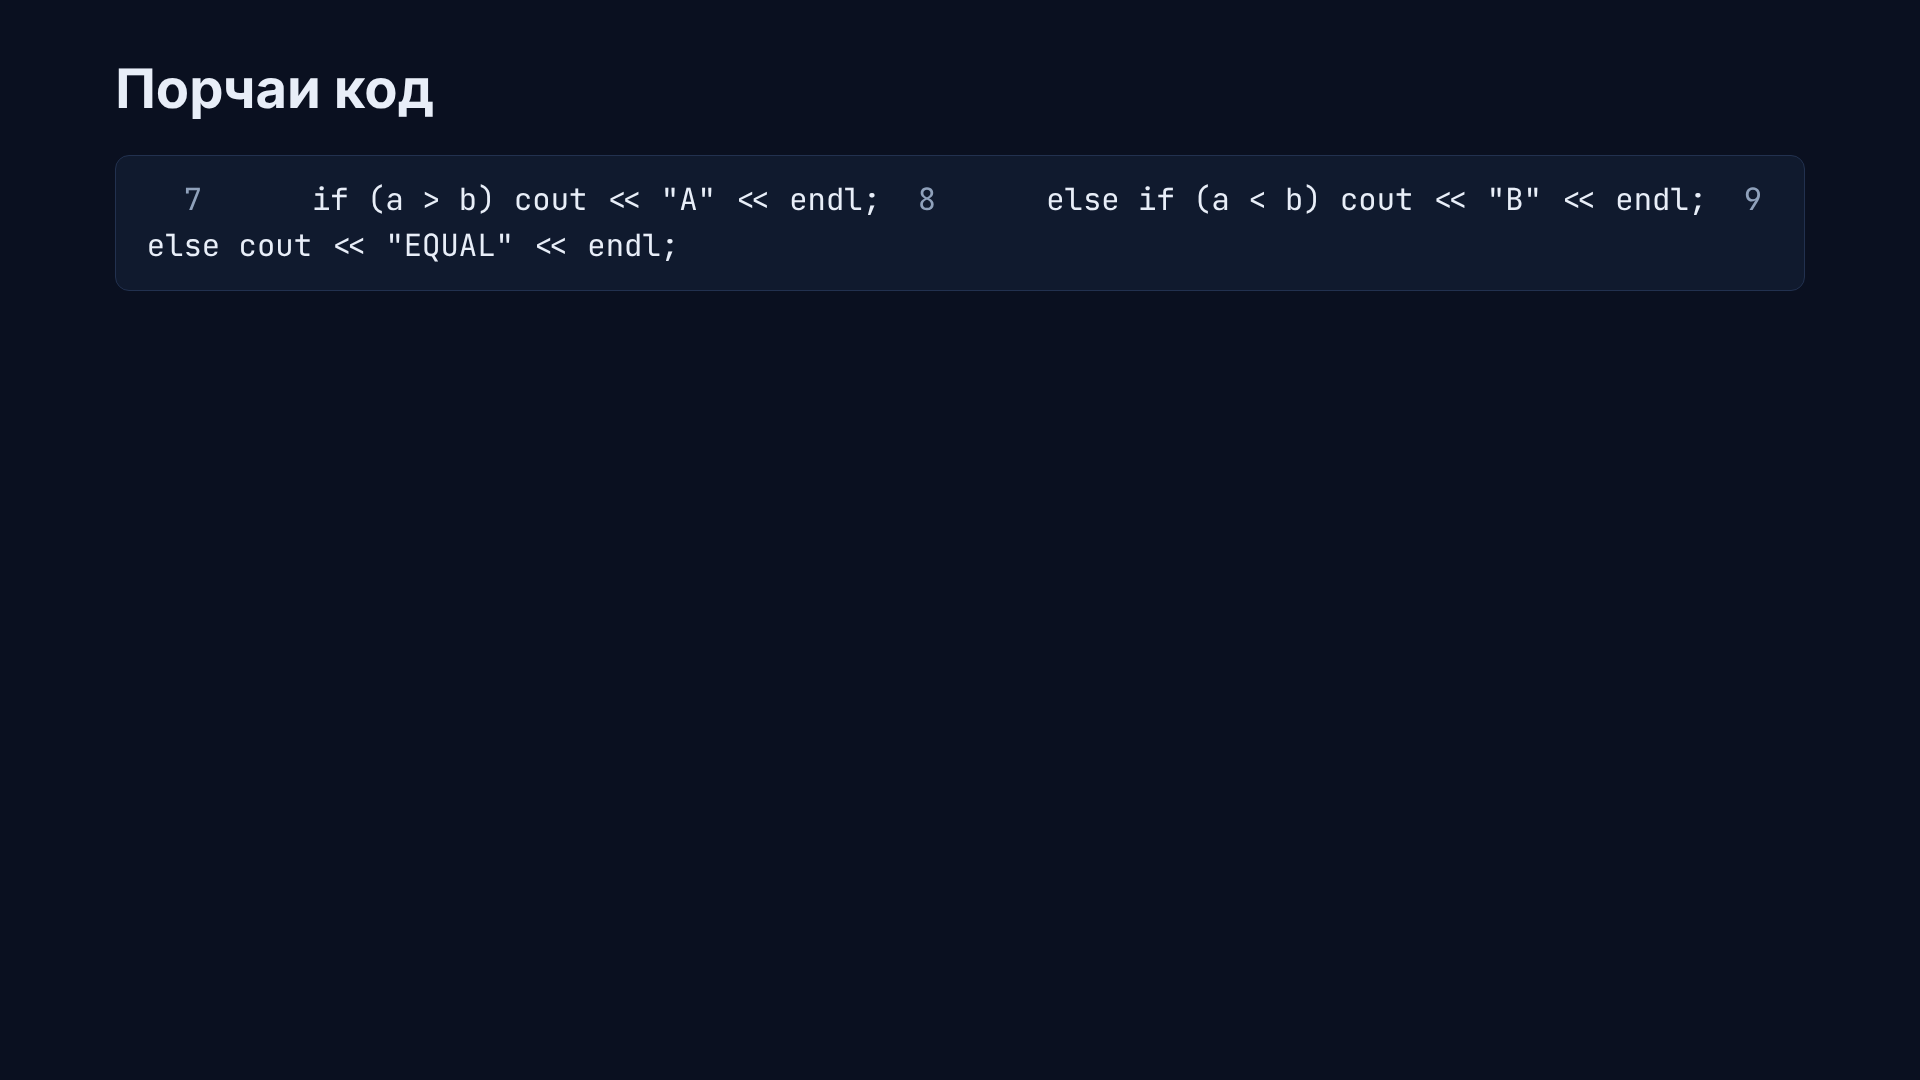 Порчаи код
7      if (a > b) cout << "A" << endl;  8      else if (a < b) cout << "B" << endl;  9
else cout << "EQUAL" << endl;